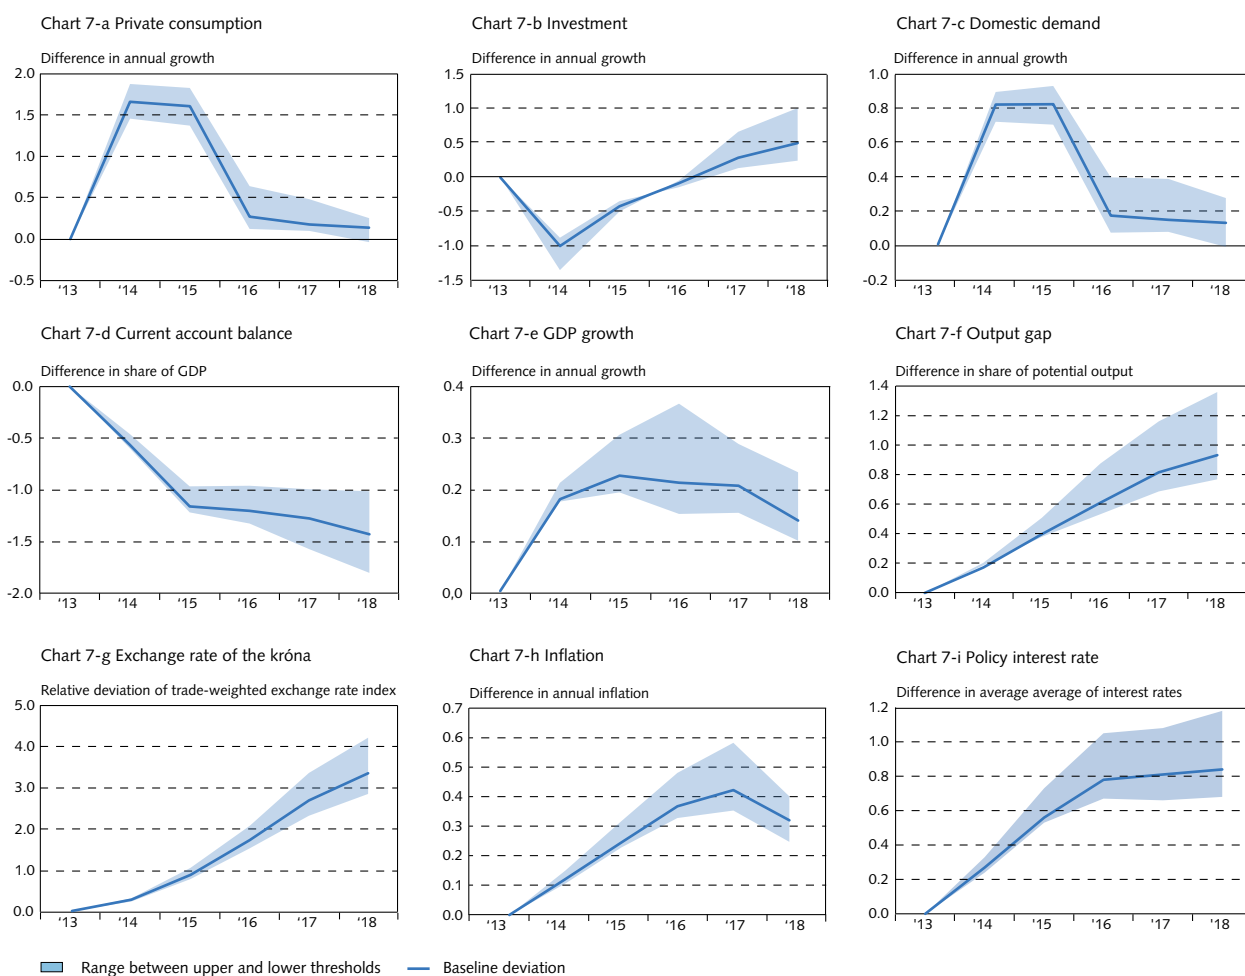 Chart 7-a Private consumption
Difference in annual growth
2.0
1.5
1.0
0.5
0.0
-0.5
‘13 ‘14 ‘15 ‘16 ‘17 ‘18
Chart 7-b Investment
Difference in annual growth
1.5
1.0
0.5
0.0
-0.5
-1.0
-1.5
‘13 ‘14 ‘15 ‘16 ‘17 ‘18
Chart 7-c Domestic demand
Difference in annual growth
1.0
0.8
0.6
0.4
0.2
0.0
-0.2
‘13 ‘14 ‘15 ‘16 ‘17 ‘18
Chart 7-d Current account balance
Difference in share of GDP
0.0
-0.5
-1.0
-1.5
-2.0
‘13 ‘14 ‘15 ‘16 ‘17 ‘18
Chart 7-e GDP growth
Difference in annual growth
0.4
0.3
0.2
0.1
0,0
‘13 ‘14 ‘15 ‘16 ‘17 ‘18
Chart 7-f Output gap
Difference in share of potential output
1.4
1.2
1.0
0.8
0.6
0.4
0.2
0.0
‘13 ‘14 ‘15 ‘16 ‘17 ‘18
Chart 7-g Exchange rate of the króna
Relative deviation of trade-weighted exchange rate index
5.0
4.0
3.0
2.0
1.0
0.0
‘13 ‘14 ‘15 ‘16 ‘17 ‘18
Chart 7-h Inflation
Difference in annual inflation
0.7
0.6
0.5
0.4
0.3
0.2
0.1
0.0
‘13 ‘14 ‘15 ‘16 ‘17 ‘18
Chart 7-i Policy interest rate
Difference in average average of interest rates
1.2
1.0
0.8
0.6
0.4
0.2
0.0
'13 '14 '15 '16 '17 '18
Range between upper and lower thresholds
Baseline deviation